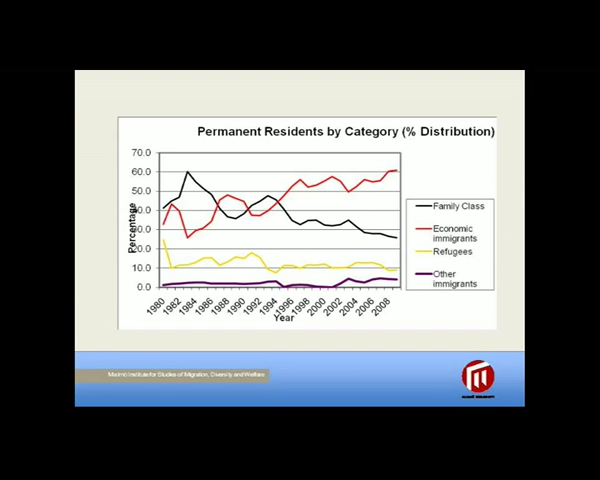 Permanent Residents by Category (% Distribution)
70.0
60.0
50.0
40.0
30.0
20.0
10.0
0.0
Percentage
1980
1982
1984
1986
1988
1990
1992
1994
1996
1998
2000
2002
2004
2006
2008
Year
Family Class
Economic
immigrants
Refugees
Other
immigrants
Malmö Institute for Studies of Migration, Diversity and Welfare